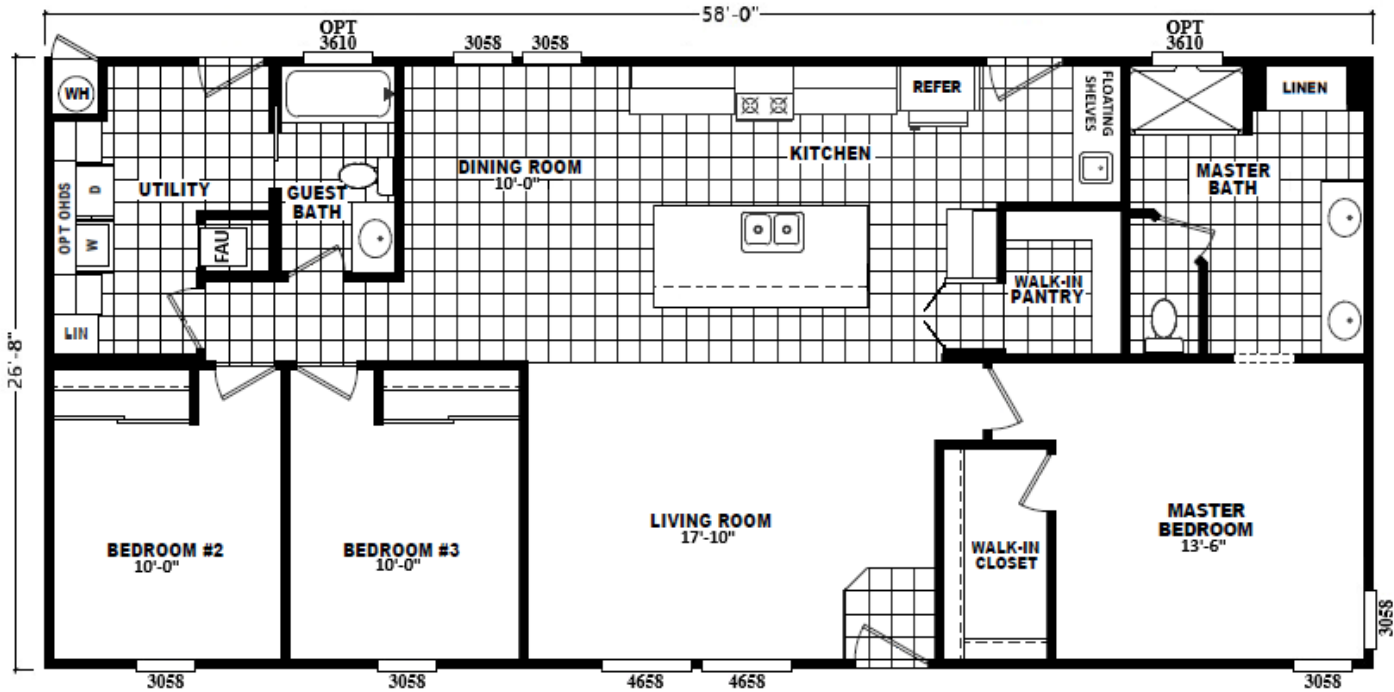 58'-0"
OPT
3610
3058
3058
OPT
3610
WH
REFER
FLOATING
SHELVES
LINEN
KITCHEN
DINING ROOM
10'-0"
MASTER
BATH
UTILITY
GUEST
BATH
OPT OHDS
D
W
FAU
WALK-IN
PANTRY
LIN
26'-8"
LIVING ROOM
17'-10"
MASTER
BEDROOM
13'-6"
BEDROOM #2
10'-0"
BEDROOM #3
10'-0"
WALK-IN
CLOSET
3058
3058
3058
4658
4658
3058